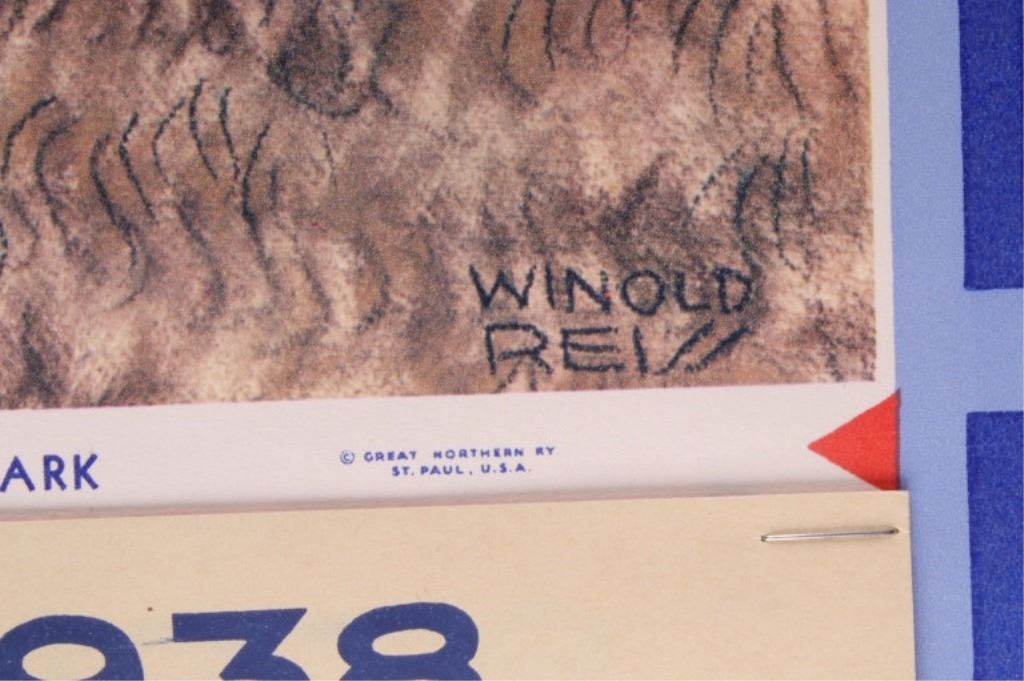 WINOLD
REISS
ARK
© GREAT NORTHERN RY
ST. PAUL, U.S.A.
938